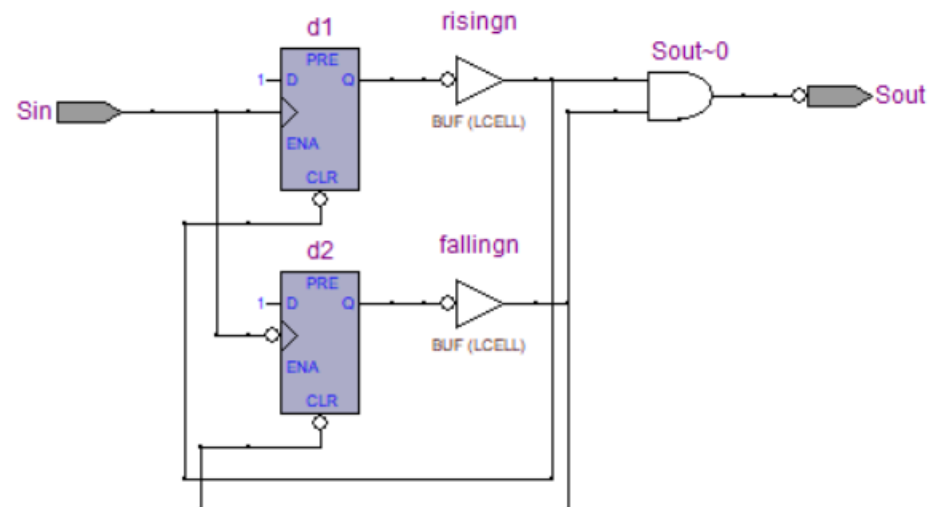 d1
risingn
Sout~0
PRE
1 D Q
Sin
Sout
BUF (LCELL)
ENA
CLR
d2
fallingn
PRE
1 D Q
BUF (LCELL)
ENA
CLR